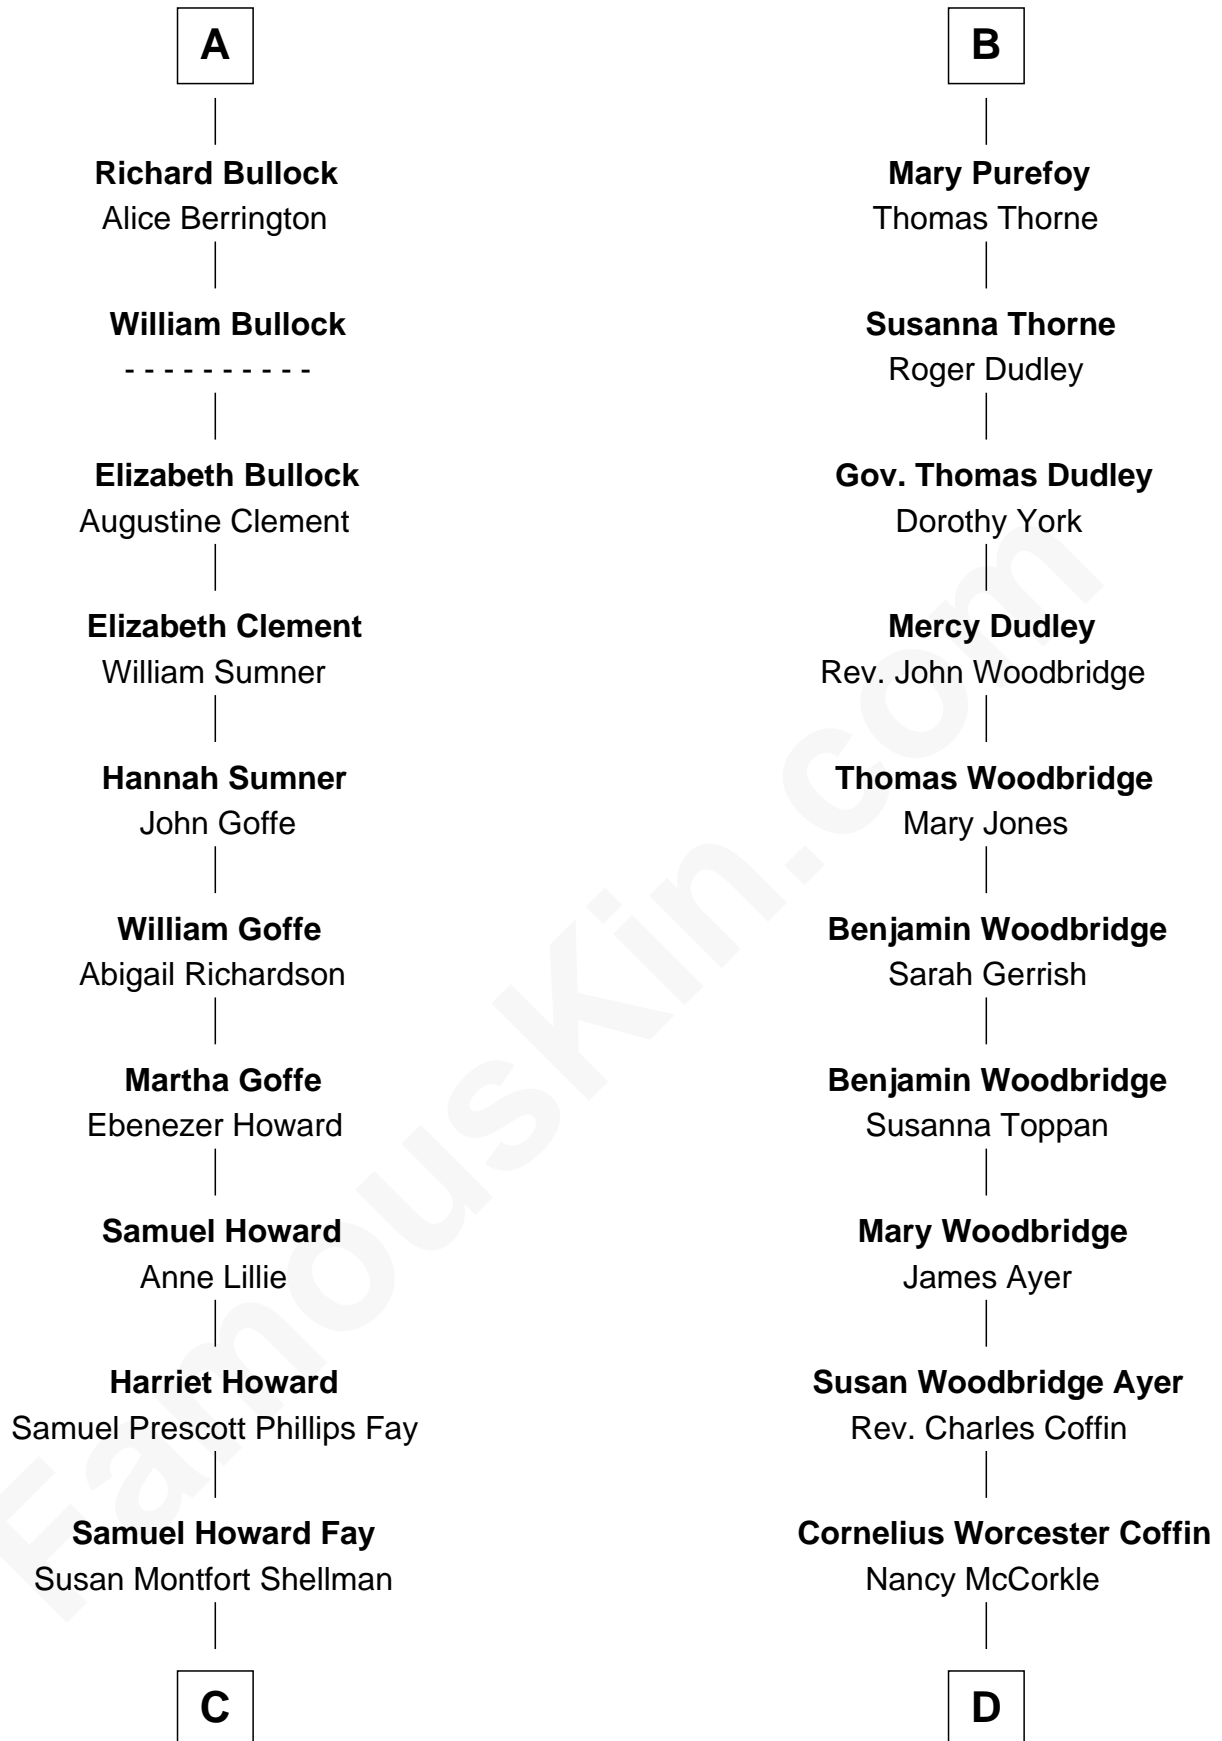 A
Richard Bullock
Alice Berrington
William Bullock
- - - - - - - - - -
Elizabeth Bullock
Augustine Clement
Elizabeth Clement
William Sumner
Hannah Sumner
John Goffe
William Goffe
Abigail Richardson
Martha Goffe
Ebenezer Howard
Samuel Howard
Anne Lillie
Harriet Howard
Samuel Prescott Phillips Fay
Samuel Howard Fay
Susan Montfort Shellman
C
B
Mary Purefoy
Thomas Thorne
Susanna Thorne
Roger Dudley
Gov. Thomas Dudley
Dorothy York
Mercy Dudley
Rev. John Woodbridge
Thomas Woodbridge
Mary Jones
Benjamin Woodbridge
Sarah Gerrish
Benjamin Woodbridge
Susanna Toppan
Mary Woodbridge
James Ayer
Susan Woodbridge Ayer
Rev. Charles Coffin
Cornelius Worcester Coffin
Nancy McCorkle
D
FamousKin.com